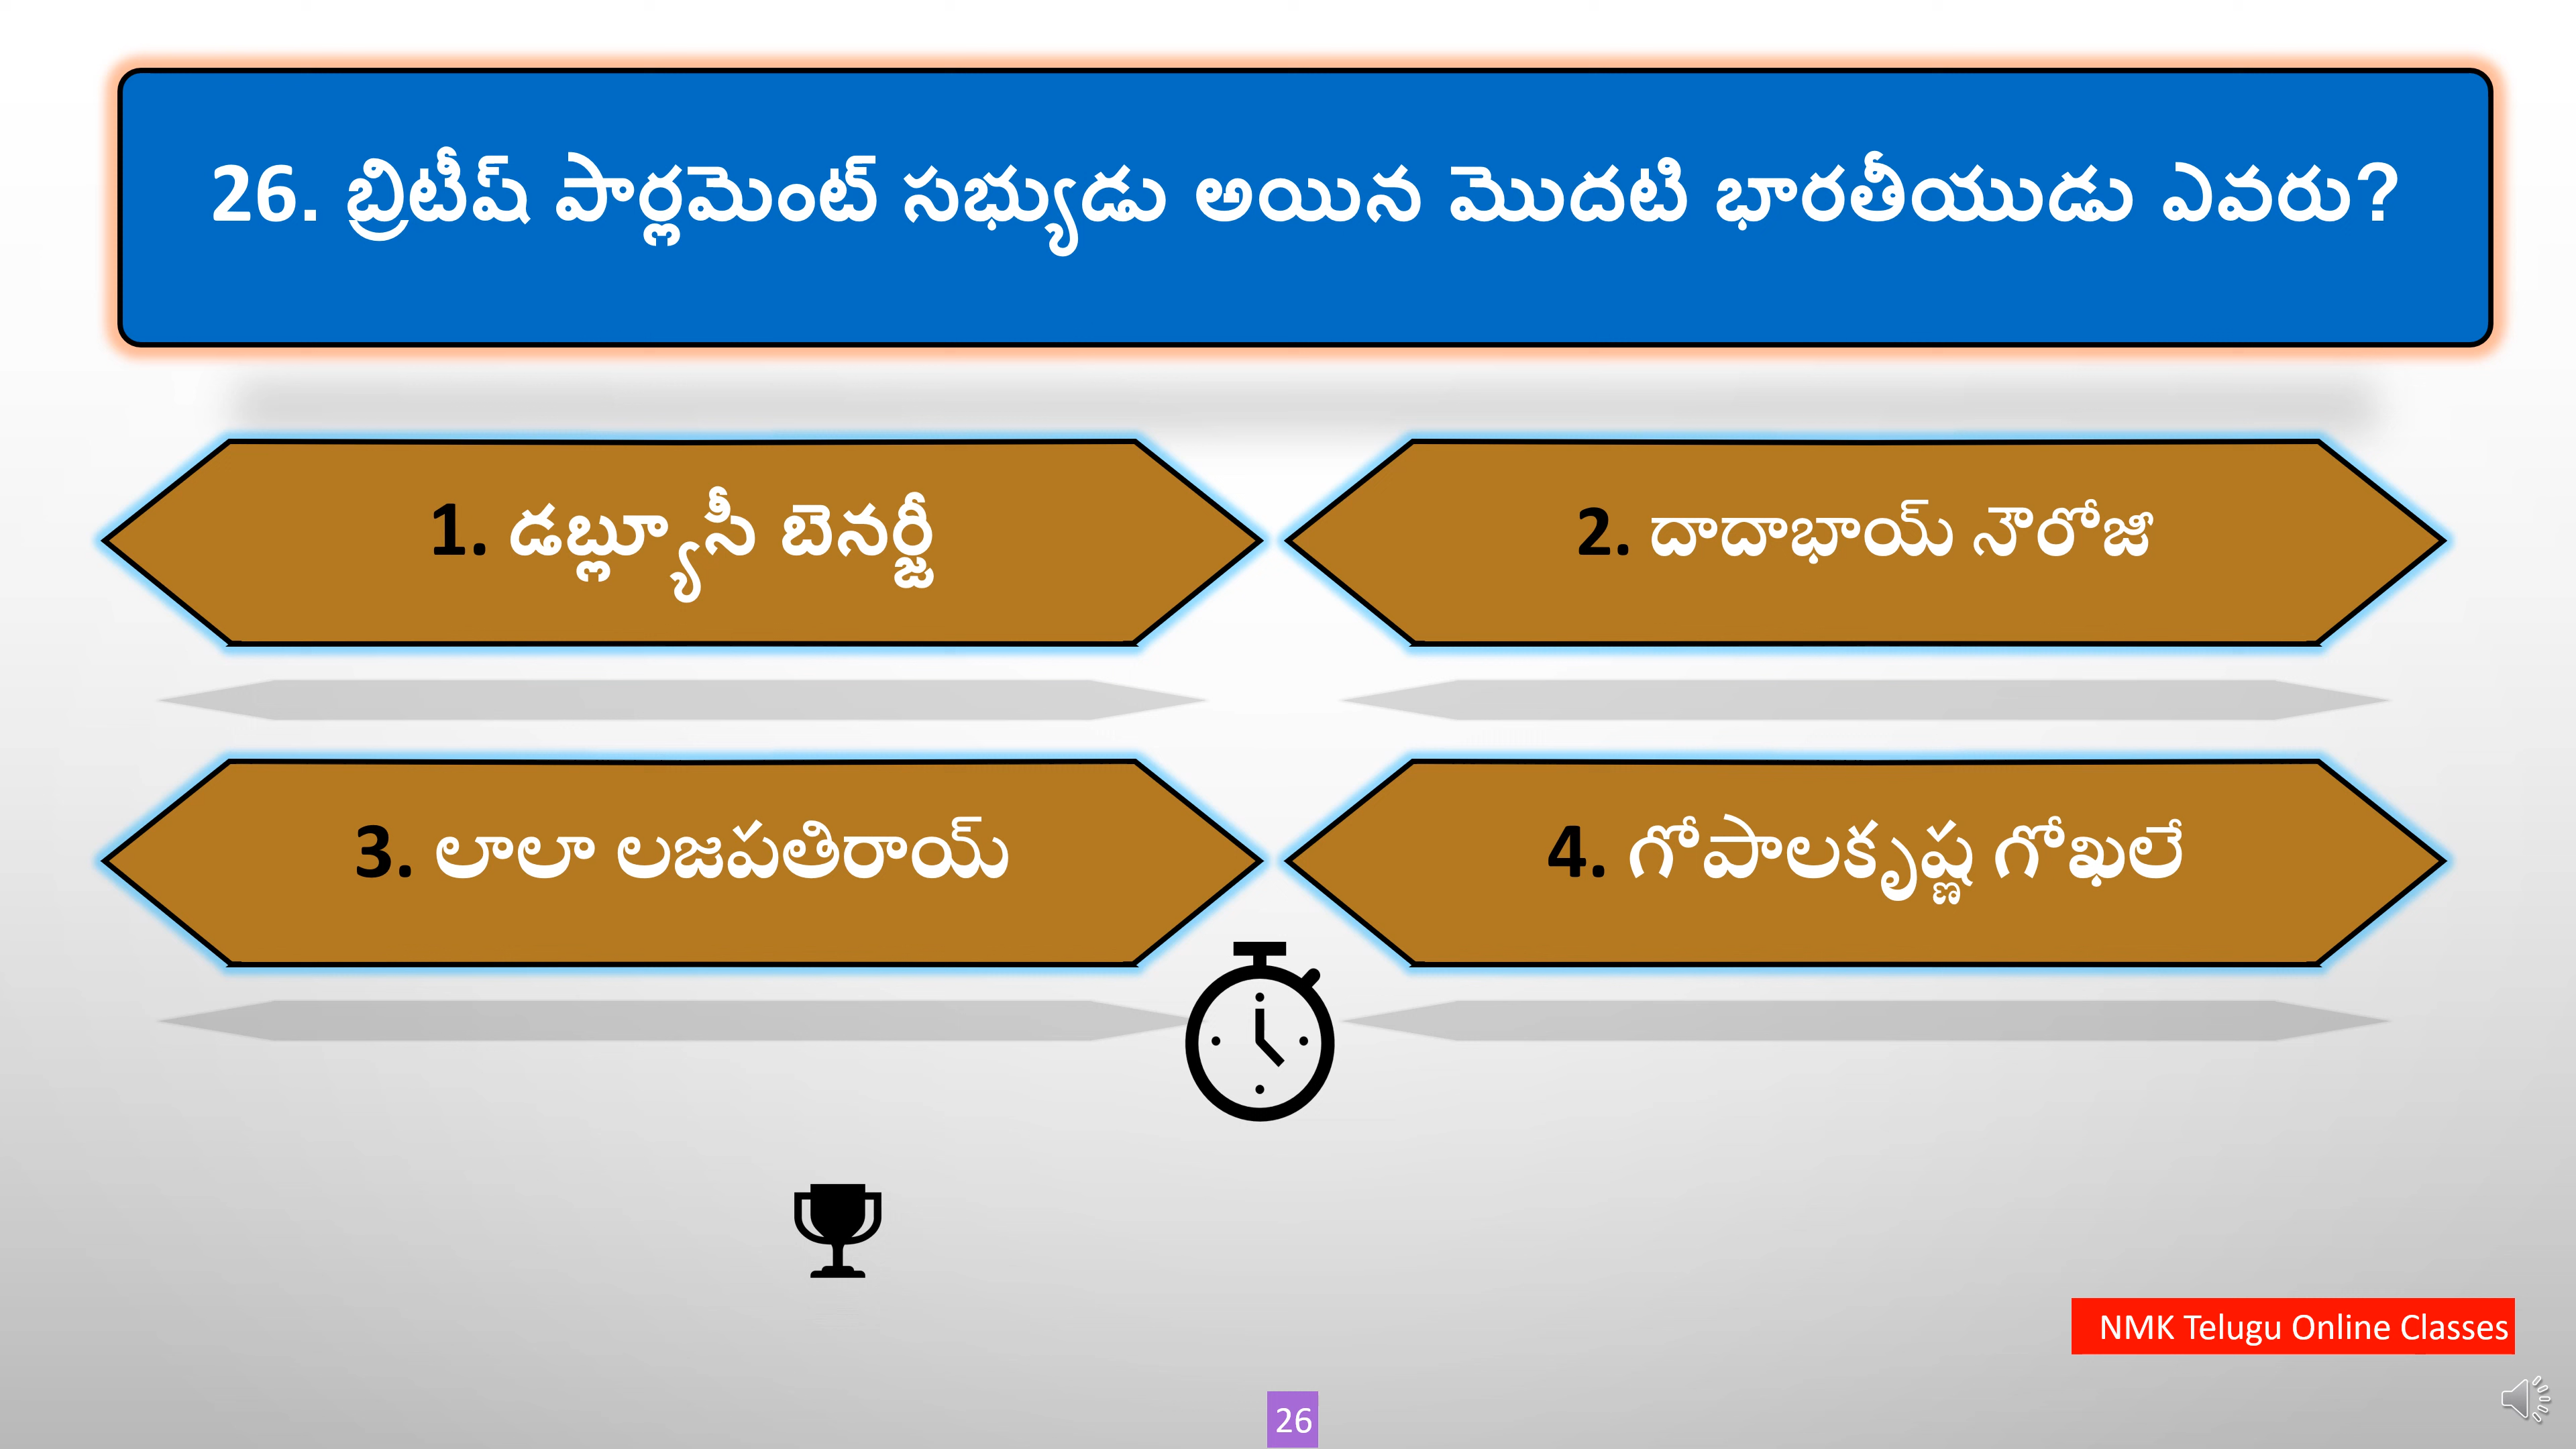 26. బ్రిటీష్ పార్లమెంట్ సభ్యుడు అయిన మొదటి భారతీయుడు ఎవరు?
1. డబ్ల్యూసీ బెనర్జీ
2. దాదాభాయ్ నౌరోజీ
3. లాలా లజపతిరాయ్
4. గోపాలకృష్ణ గోఖలే
NMK Telugu Online Classes
26